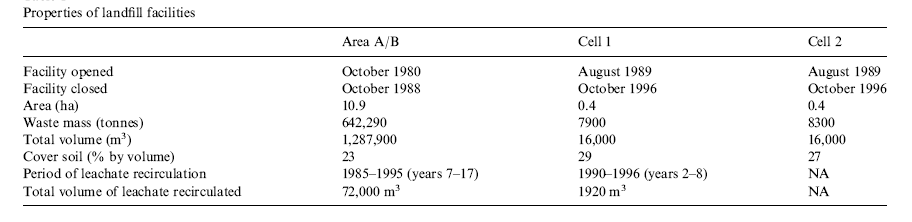 Properties of landfill facilities
Area A/B Cell 1 Cell 2
Facility opened October 1980 August 1989 August 1989
Facility closed October 1988 October 1996 October 1996
Area (ha) 10.9 0.4 0.4
Waste mass (tonnes) 642,290 7900 8300
Total volume (m³) 1,287,900 16,000 16,000
Cover soil (% by volume) 23 29 27
Period of leachate recirculation 1985–1995 (years 7–17) 1990–1996 (years 2–8) NA
Total volume of leachate recirculated 72,000 m³ 1920 m³ NA